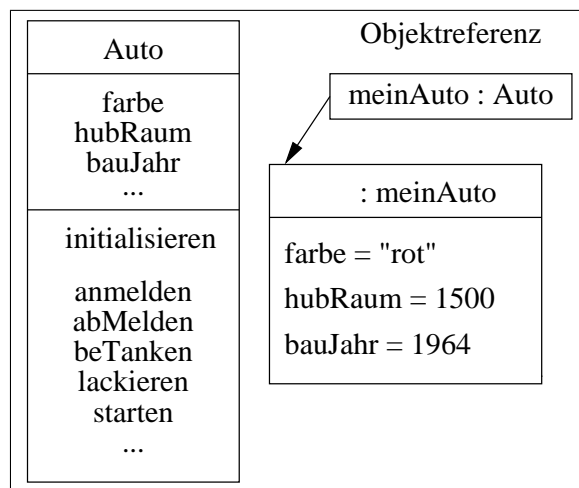 Auto
farbe
hubRaum
bauJahr
...
initialisieren
anmelden
abMelden
beTanken
lackieren
starten
...
Objektreferenz
meinAuto : Auto
: meinAuto
farbe = "rot"
hubRaum = 1500
bauJahr = 1964